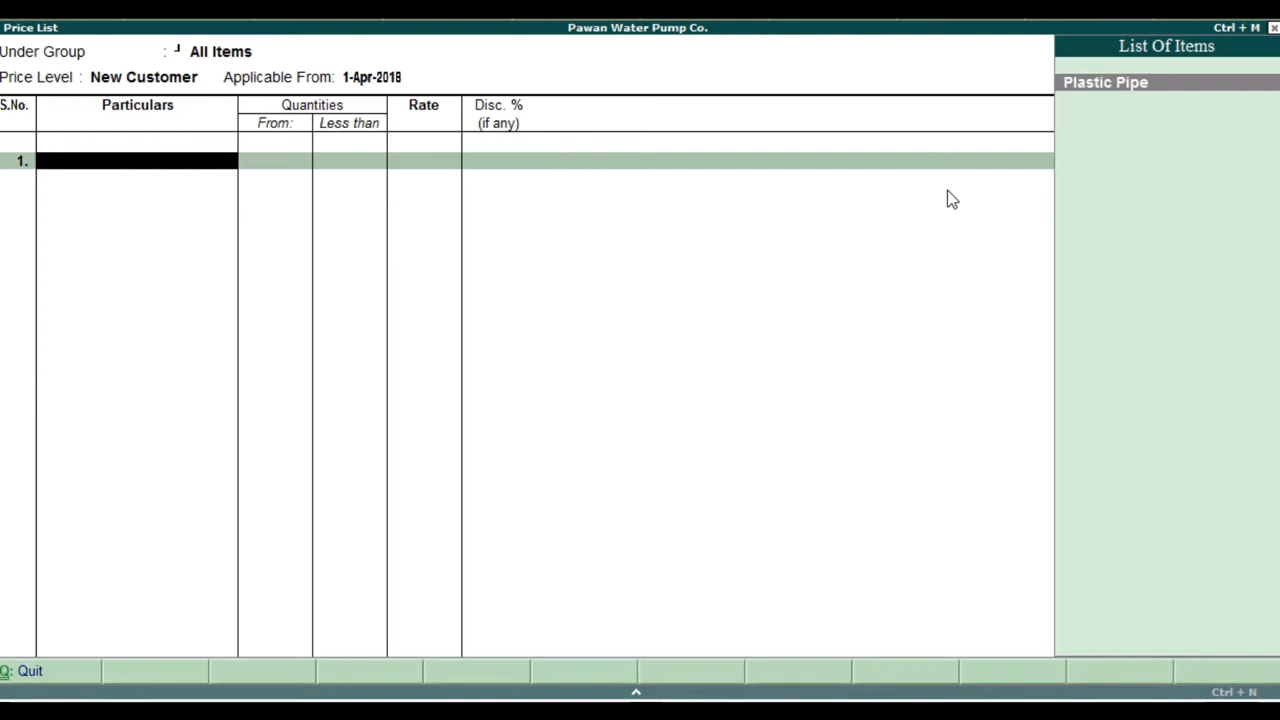 Price List Pawan Water Pump Co. Ctrl + M x
Under Group : ┘ All Items
Price Level : New Customer Applicable From: 1-Apr-2018
List Of Items
Plastic Pipe
S.No. Particulars Quantities Rate Disc. %
From: Less than (if any)
1.
Q: Quit
Ctrl + N